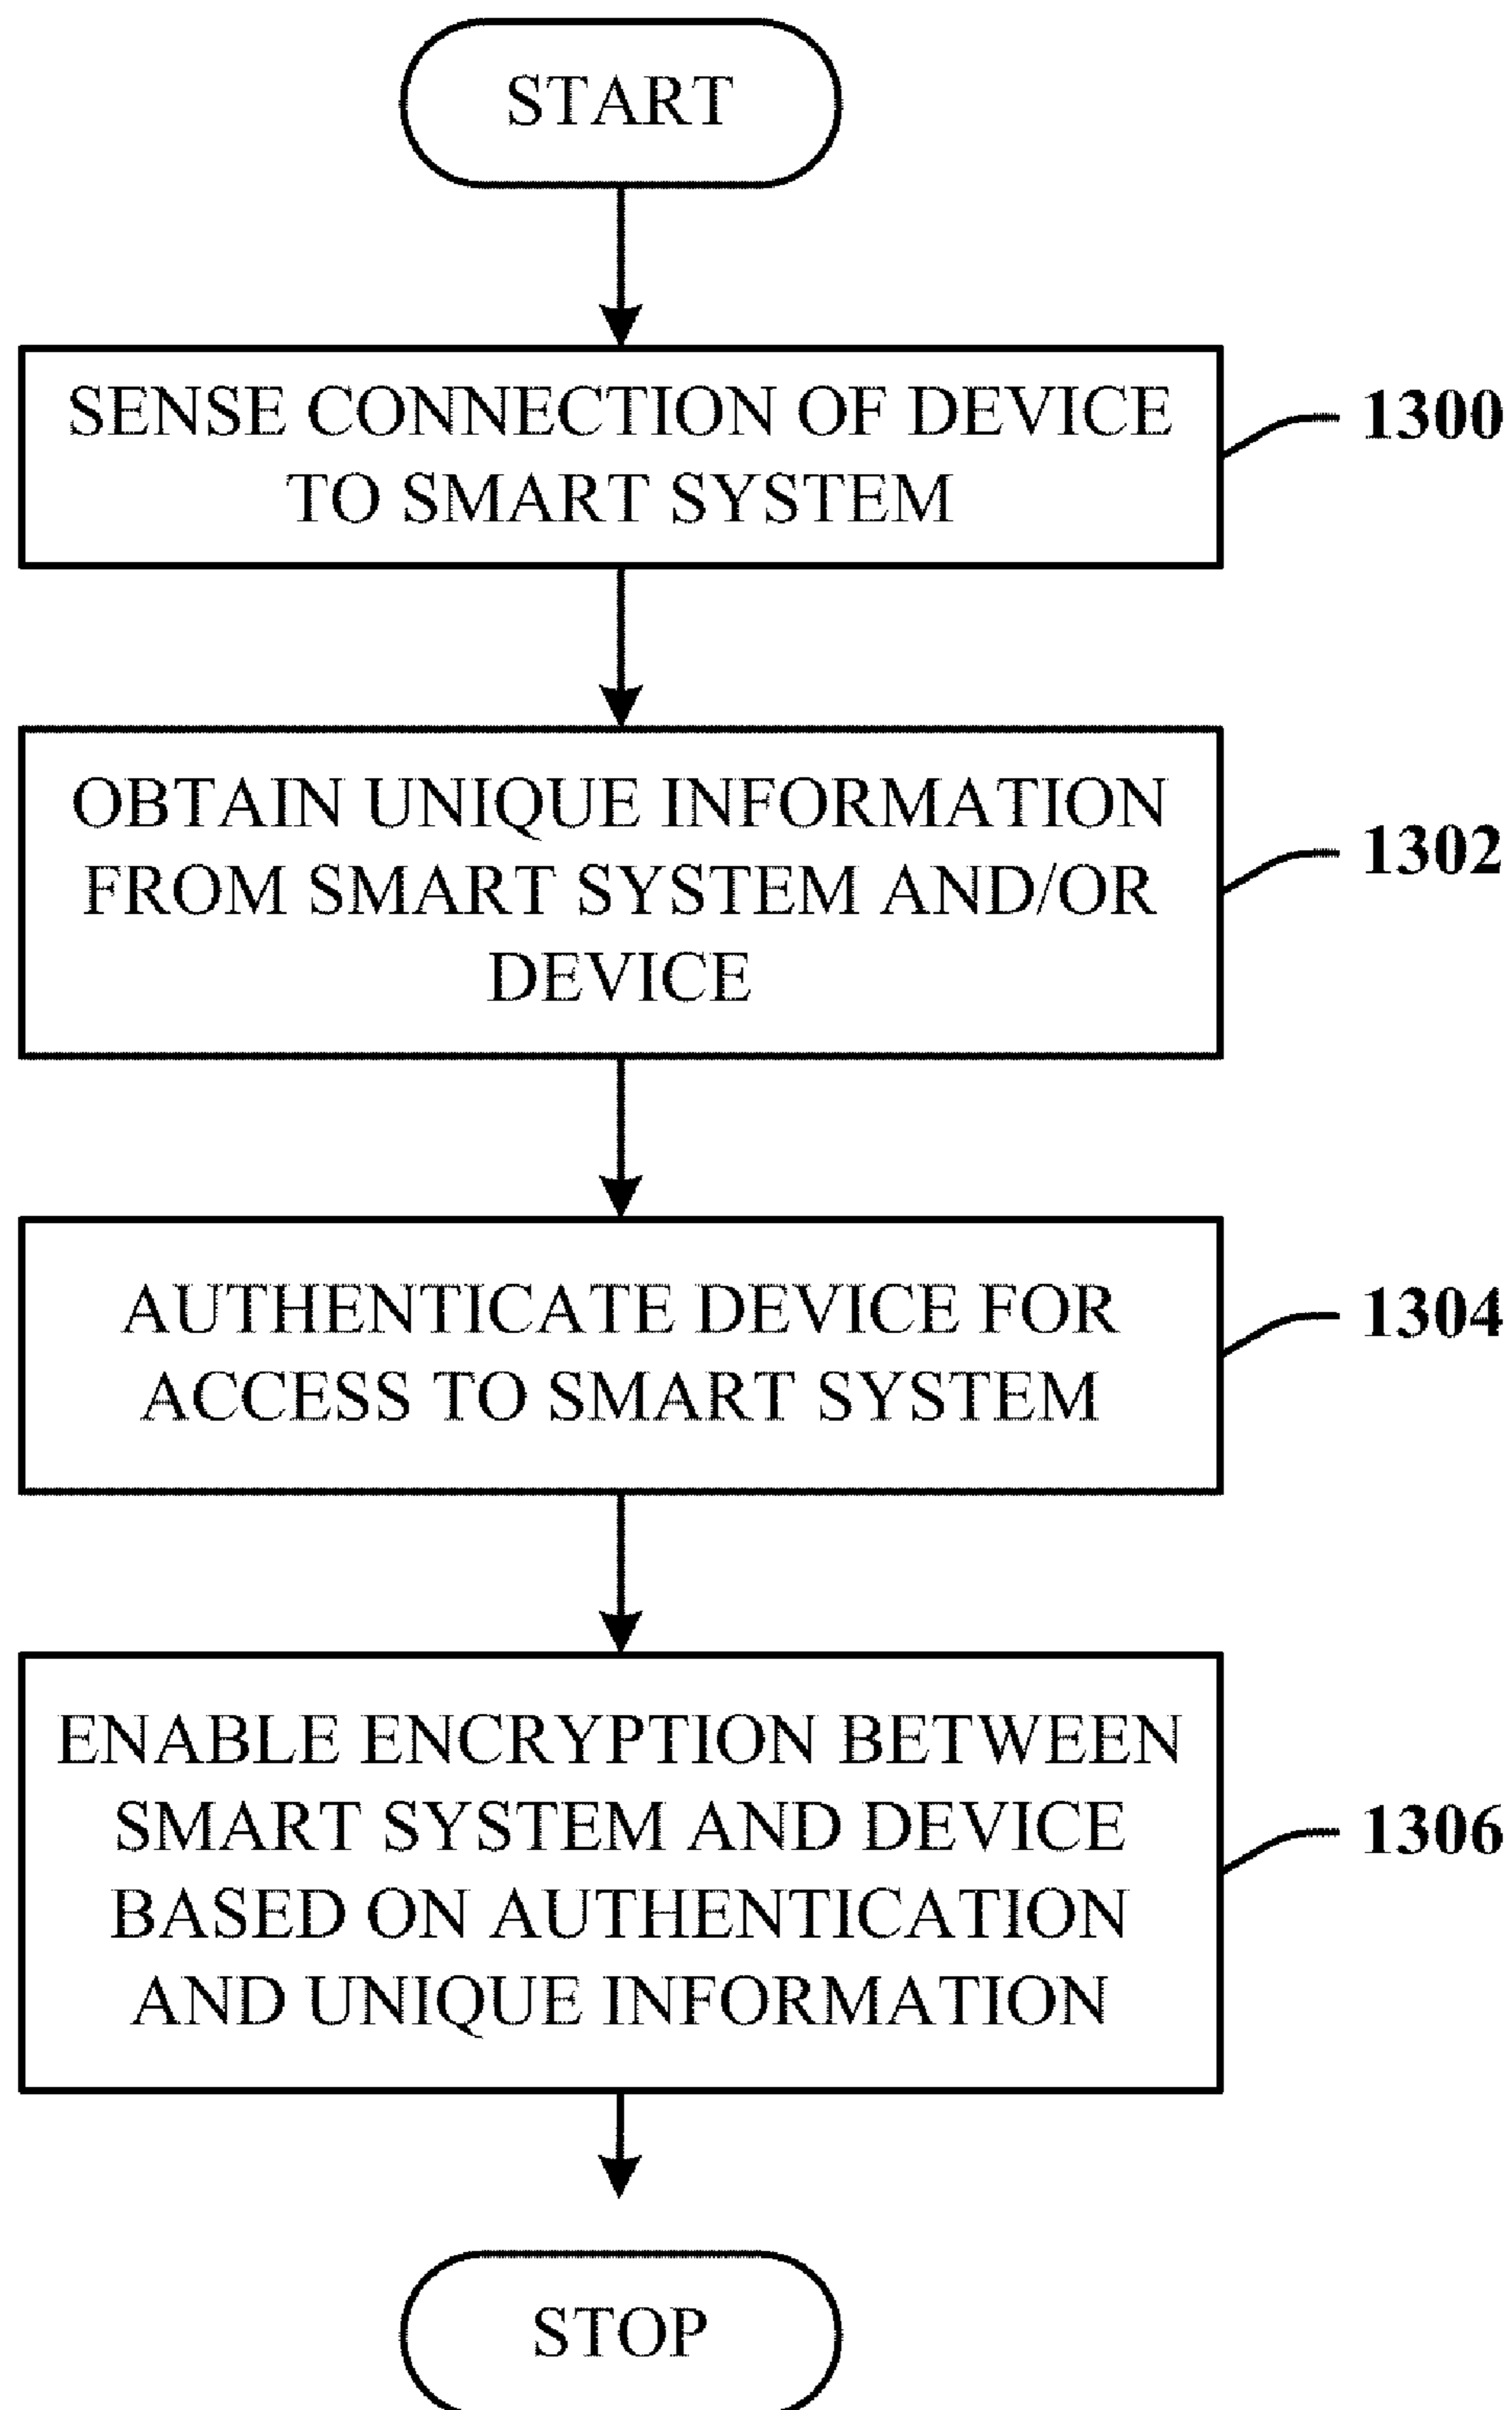 START
SENSE CONNECTION OF DEVICE
TO SMART SYSTEM
1300
OBTAIN UNIQUE INFORMATION
FROM SMART SYSTEM AND/OR
DEVICE
1302
AUTHENTICATE DEVICE FOR
ACCESS TO SMART SYSTEM
1304
ENABLE ENCRYPTION BETWEEN
SMART SYSTEM AND DEVICE
BASED ON AUTHENTICATION
AND UNIQUE INFORMATION
1306
STOP